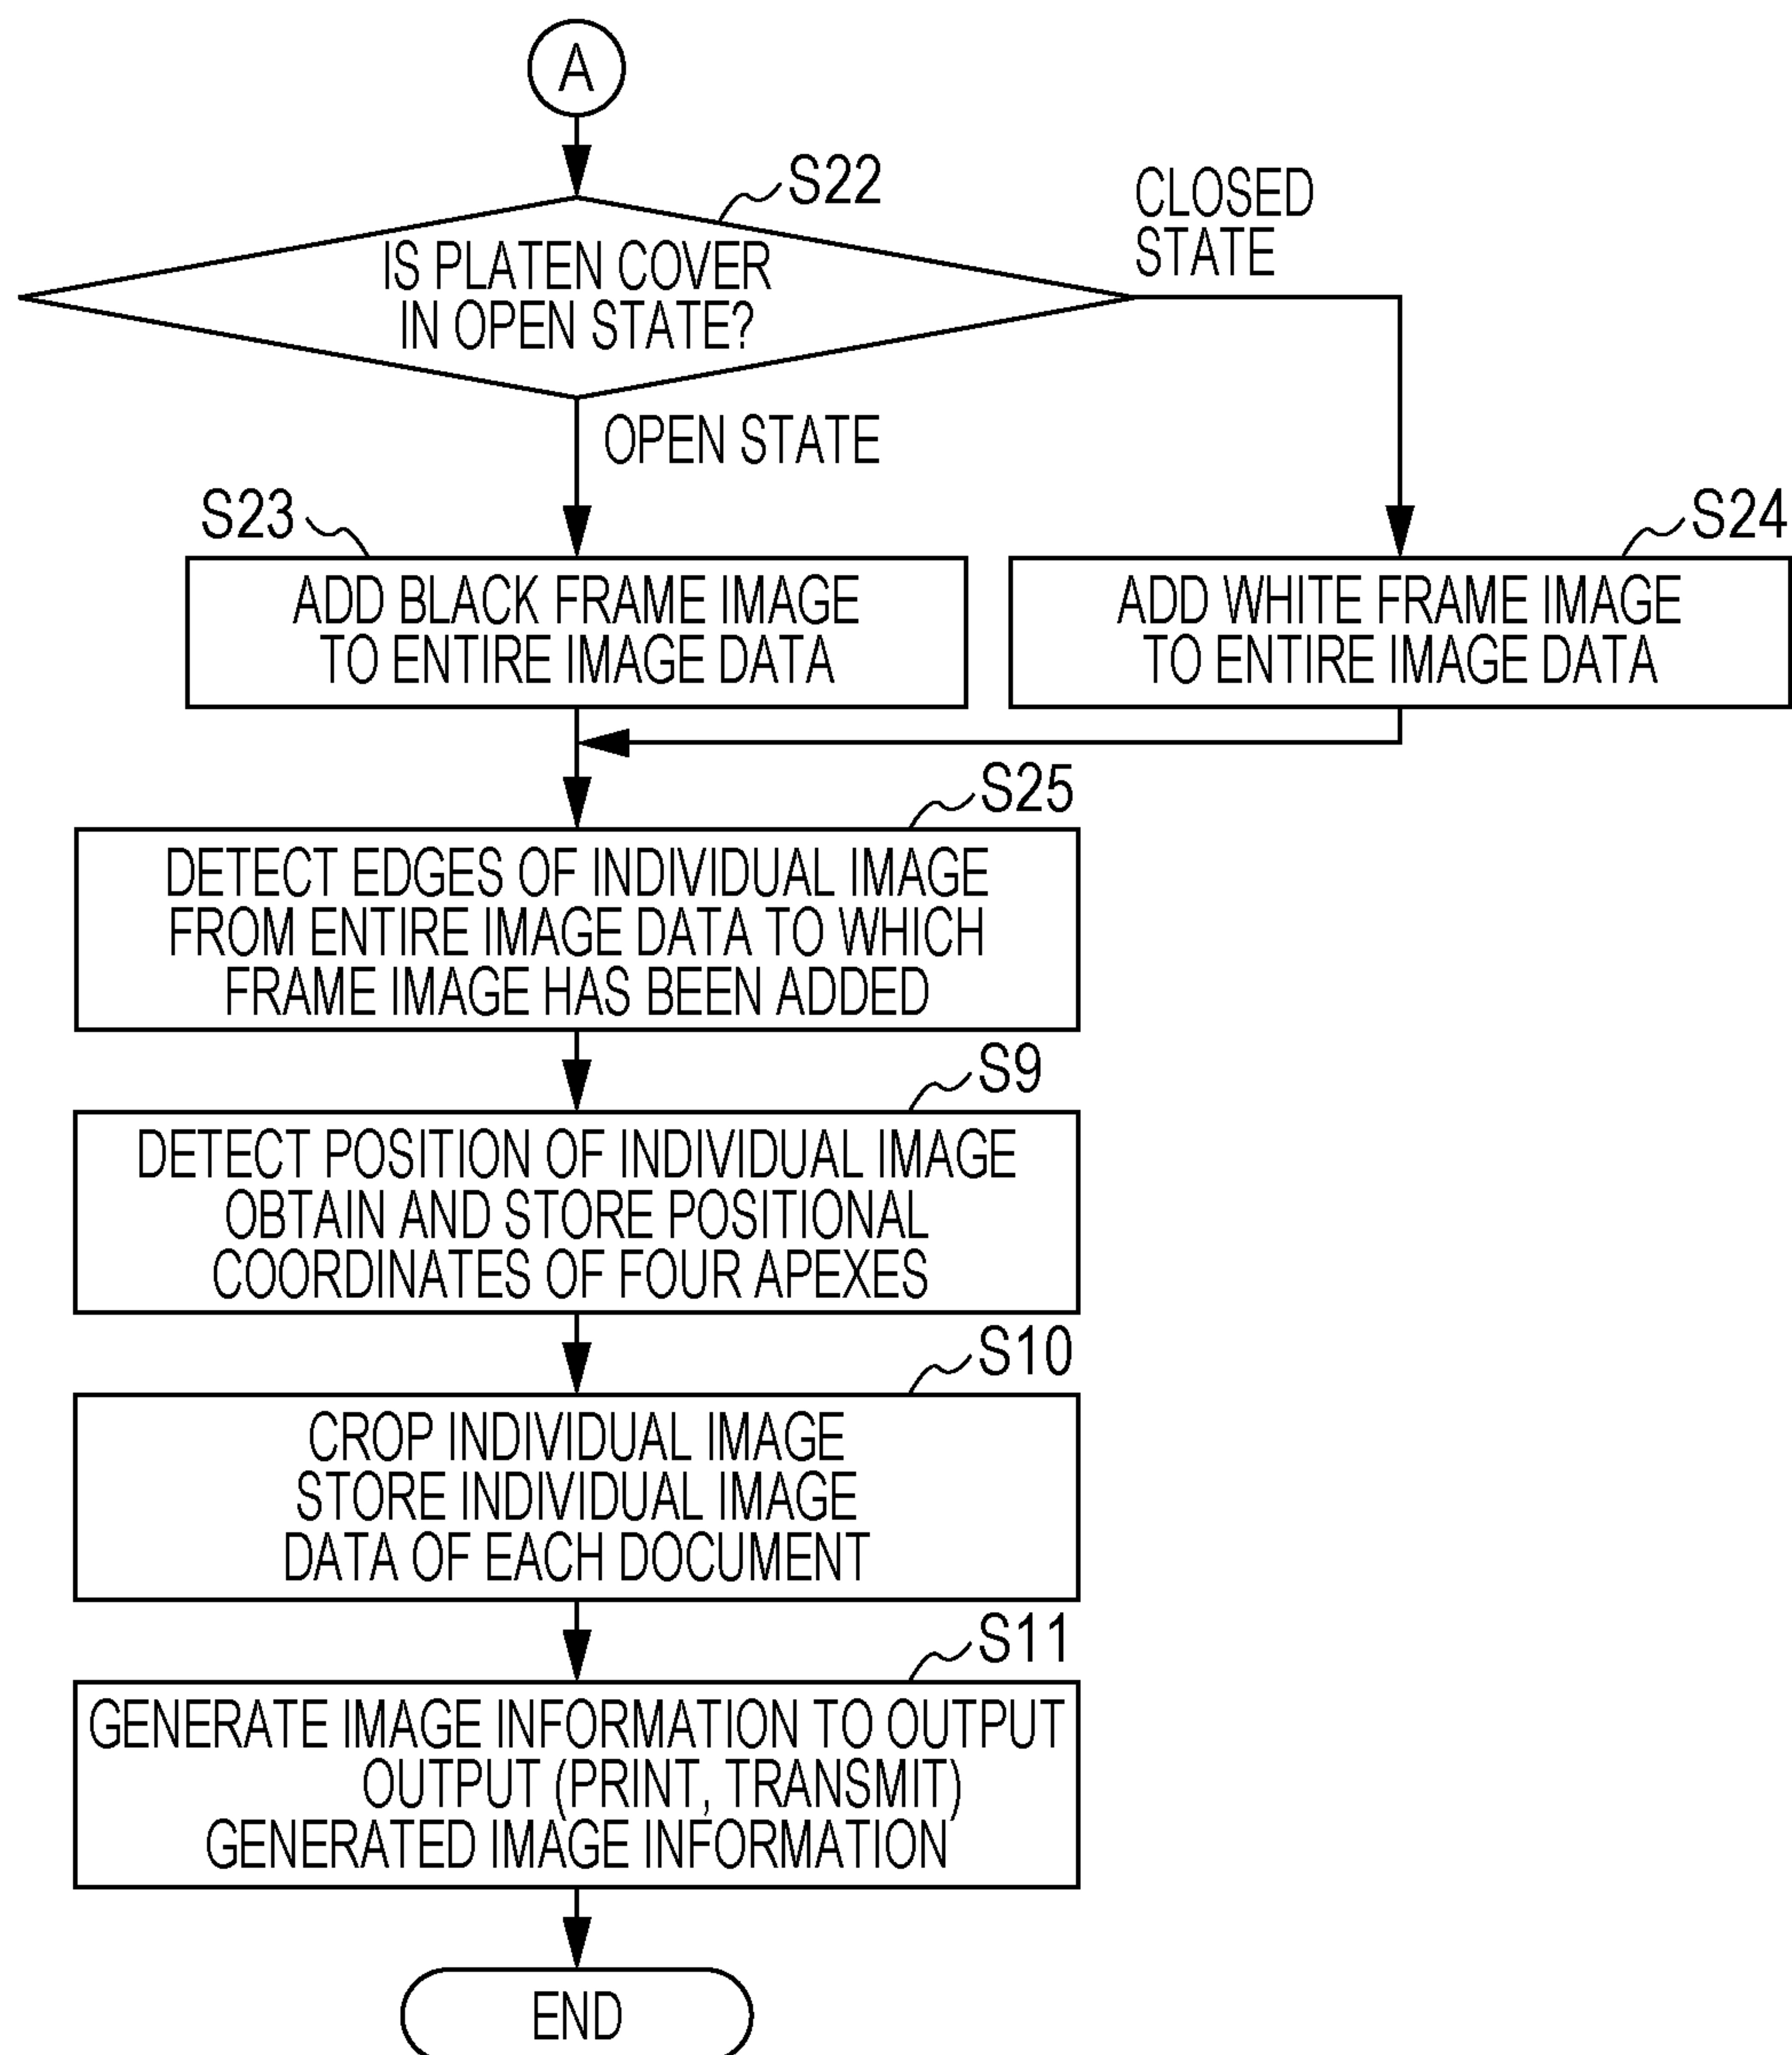 A
S22
IS PLATEN COVER
IN OPEN STATE?
CLOSED
STATE
OPEN STATE
S23
ADD BLACK FRAME IMAGE
TO ENTIRE IMAGE DATA
S24
ADD WHITE FRAME IMAGE
TO ENTIRE IMAGE DATA
S25
DETECT EDGES OF INDIVIDUAL IMAGE
FROM ENTIRE IMAGE DATA TO WHICH
FRAME IMAGE HAS BEEN ADDED
S9
DETECT POSITION OF INDIVIDUAL IMAGE
OBTAIN AND STORE POSITIONAL
COORDINATES OF FOUR APEXES
S10
CROP INDIVIDUAL IMAGE
STORE INDIVIDUAL IMAGE
DATA OF EACH DOCUMENT
S11
GENERATE IMAGE INFORMATION TO OUTPUT
OUTPUT (PRINT, TRANSMIT)
GENERATED IMAGE INFORMATION
END